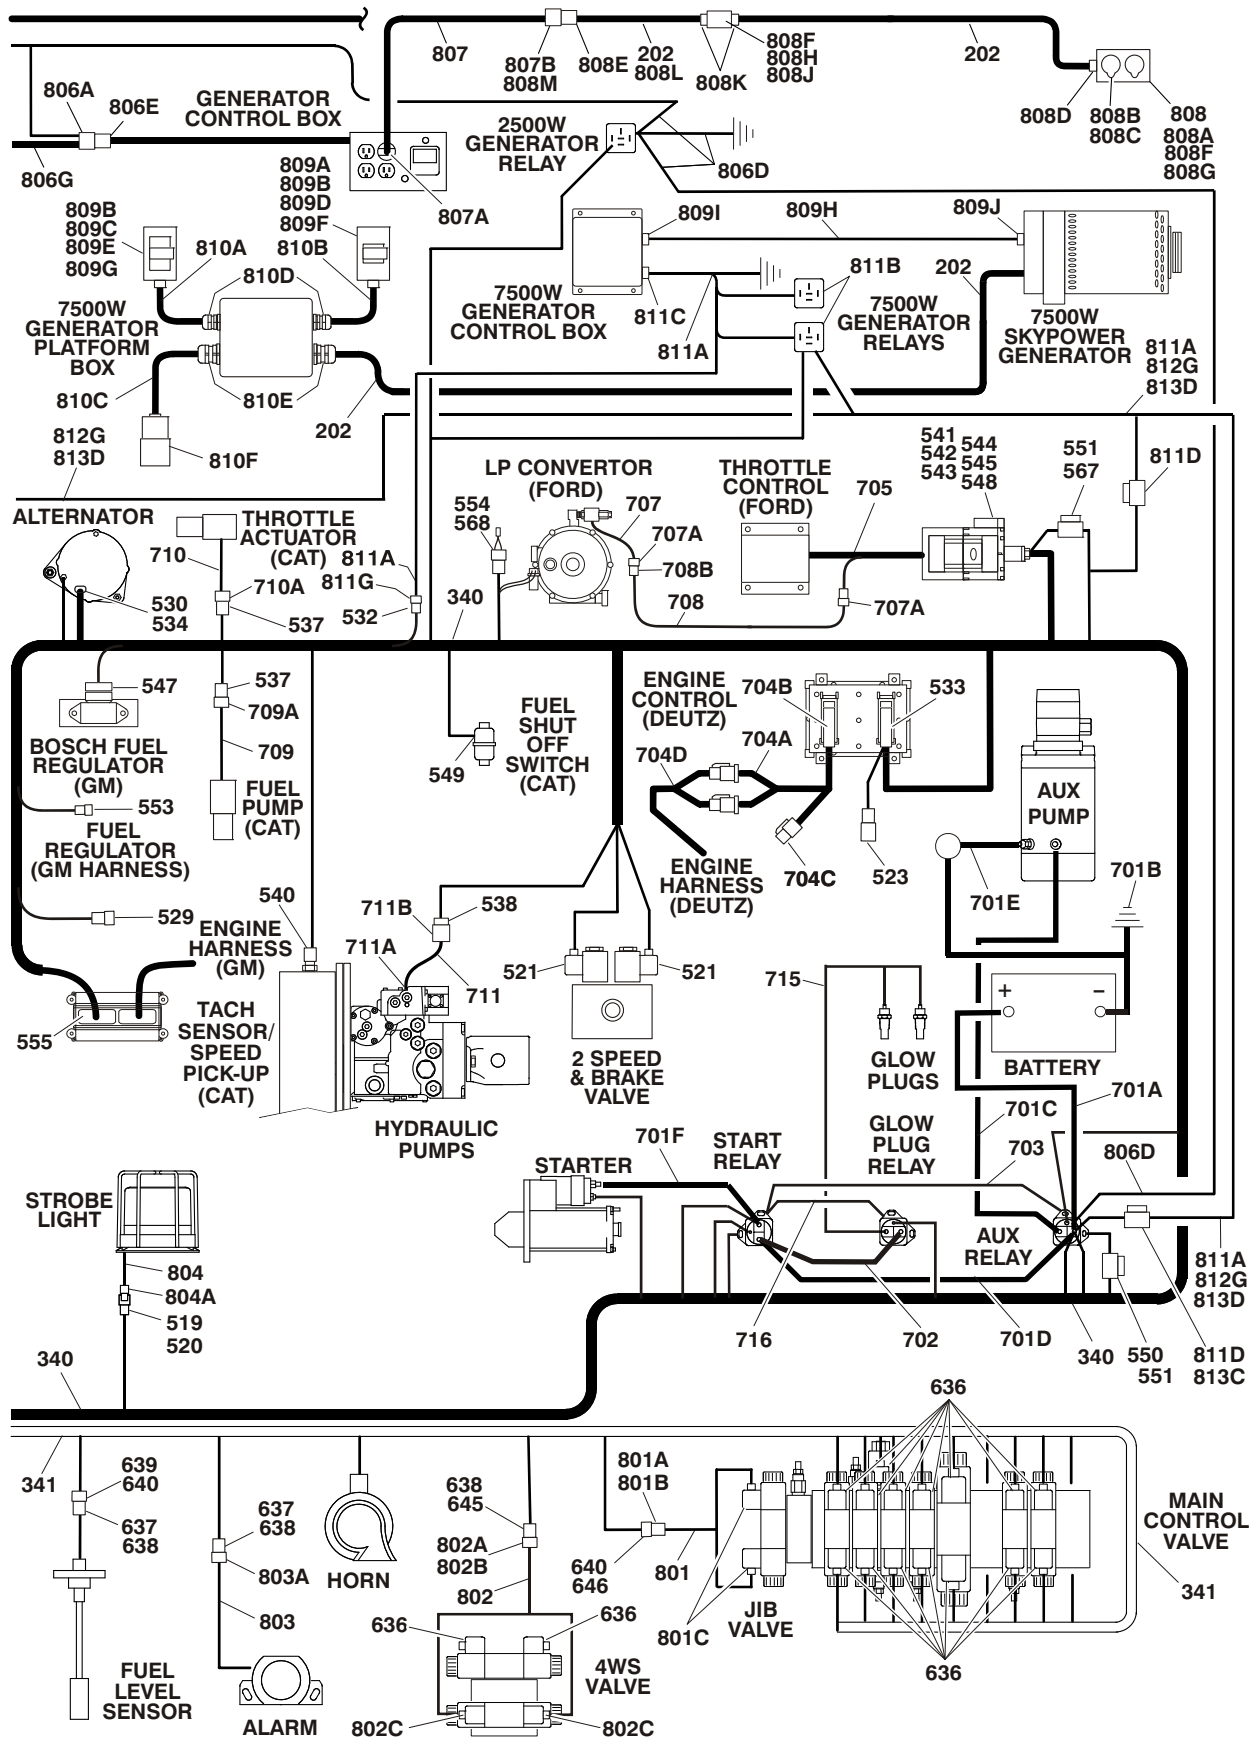 807
807B
808M
808E
202
808L
808K
808F
808H
808J
202
808D
808B
808C
808
808A
808F
808G
806A
806E
GENERATOR
CONTROL BOX
2500W
GENERATOR
RELAY
806D
806G
807A
809A
809B
809D
809F
810B
809B
809C
809E
809G
810A
810D
809I
809H
809J
811B
202
7500W
GENERATOR
PLATFORM
BOX
7500W
GENERATOR
CONTROL BOX
811C
811A
7500W
GENERATOR
RELAYS
7500W
SKYPOWER
GENERATOR
811A
812G
813D
810C
810E
202
812G
813D
810F
LP CONVERTOR
(FORD)
THROTTLE
CONTROL
(FORD)
541
542
543
544
545
548
551
567
811D
554
568
707
705
ALTERNATOR
THROTTLE
ACTUATOR
(CAT)
710
710A
537
811A
811G
532
340
707A
708B
708
707A
530
534
547
537
709A
709
BOSCH FUEL
REGULATOR
(GM)
553
FUEL
REGULATOR
(GM HARNESS)
FUEL
PUMP
(CAT)
549
FUEL
SHUT
OFF
SWITCH
(CAT)
ENGINE
CONTROL
(DEUTZ)
704B
533
704D
704A
704C
523
ENGINE
HARNESS
(DEUTZ)
AUX
PUMP
701E
701B
529
540
ENGINE
HARNESS
(GM)
711B
538
711A
711
521
521
715
555
TACH
SENSOR/
SPEED
PICK-UP
(CAT)
2 SPEED
& BRAKE
VALVE
GLOW
PLUGS
+
–
BATTERY
HYDRAULIC
PUMPS
701F
START
RELAY
GLOW
PLUG
RELAY
701C
701A
703
806D
STARTER
STROBE
LIGHT
AUX
RELAY
804
804A
519
520
716
702
701D
340
550
551
811A
812G
813D
811D
813C
340
341
639
640
637
638
637
638
803A
803
HORN
638
645
802A
802B
802
801A
801B
640
646
801
801C
JIB
VALVE
636
MAIN
CONTROL
VALVE
341
636
636
636
FUEL
LEVEL
SENSOR
ALARM
4WS
VALVE
802C
802C